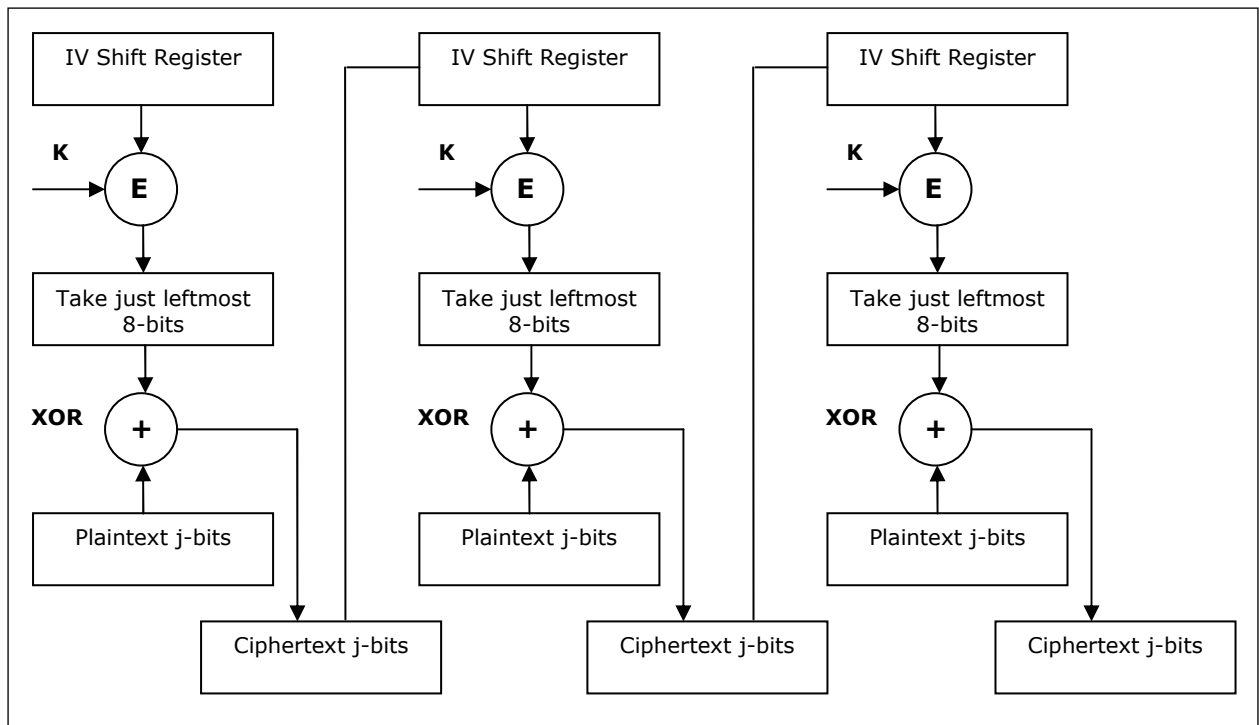 IV Shift Register
IV Shift Register
IV Shift Register
K
K
K
E
E
E
Take just leftmost
8-bits
Take just leftmost
8-bits
Take just leftmost
8-bits
XOR
+
XOR
+
XOR
+
Plaintext j-bits
Plaintext j-bits
Plaintext j-bits
Ciphertext j-bits
Ciphertext j-bits
Ciphertext j-bits